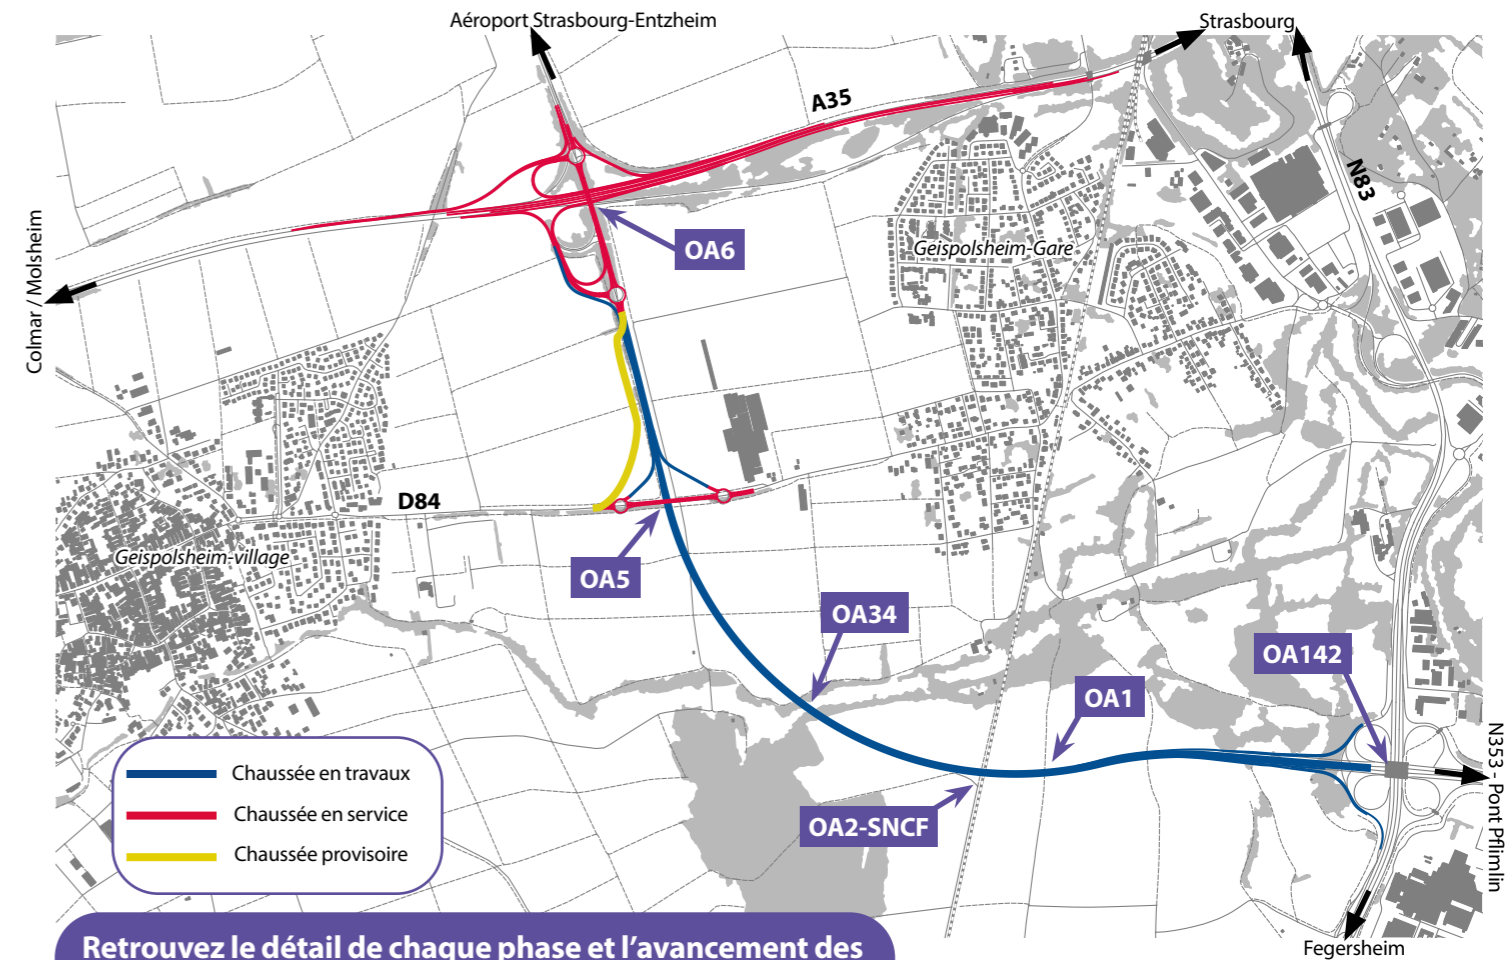 Aéroport Strasbourg-Entzheim
Strasbourg
A35
N83
Colmar / Molsheim
OA6
Geispolsheim-Gare
D84
Geispolsheim-village
OA5
OA34
OA142
OA1
N353 - Pont Pflimlin
OA2-SNCF
Chaussée en travaux
Chaussée en service
Chaussée provisoire
Retrouvez le détail de chaque phase et l’avancement des
Fegersheim